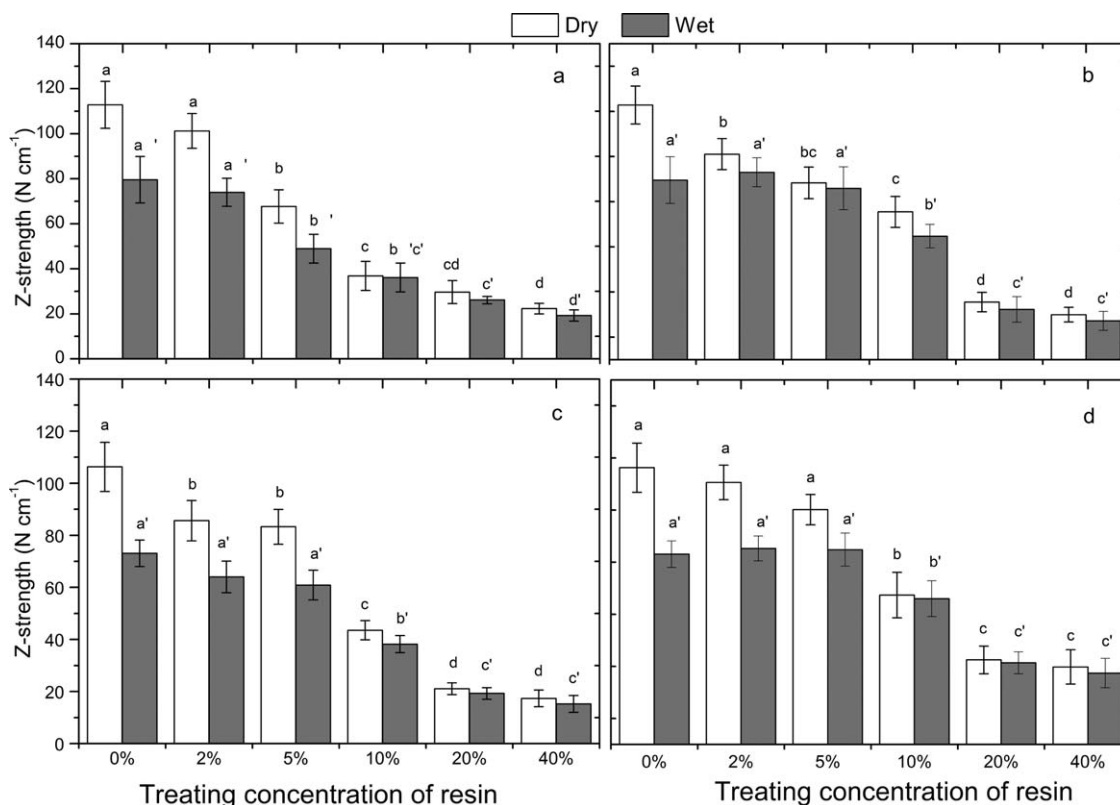 Dry Wet
140
120
100
80
60
40
20
0
Z-strength (N cm⁻¹)
a
a a ' a a ' b b ' c b 'c' cd c' d d'
b
a a' b a' bc a' c b' d c' d c'
140
120
100
80
60
40
20
0
Z-strength (N cm⁻¹)
c
a a' b a' b a' c b' d c' d c'
0% 2% 5% 10% 20% 40%
Treating concentration of resin
d
a a' a a' a a' b b' c c' c c'
0% 2% 5% 10% 20% 40%
Treating concentration of resin